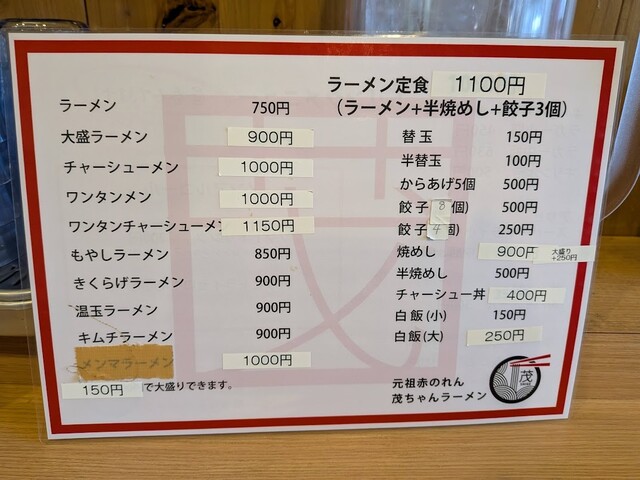 ラーメン定食 1100円
(ラーメン+半焼めし+餃子3個)
ラーメン 750円
大盛ラーメン 900円
チャーシューメン 1000円
ワンタンメン 1000円
ワンタンチャーシューメン 1150円
もやしラーメン 850円
きくらげラーメン 900円
温玉ラーメン 900円
キムチラーメン 900円
メンマラーメン 1000円
150円 で大盛りできます。
替玉 150円
半替玉 100円
からあげ5個 500円
餃子(8個) 500円
餃子(4個) 250円
焼めし 900円 大盛り
+250円
半焼めし 500円
チャーシュー丼 400円
白飯(小) 150円
白飯(大) 250円
元祖赤のれん
茂ちゃんラーメン
茂